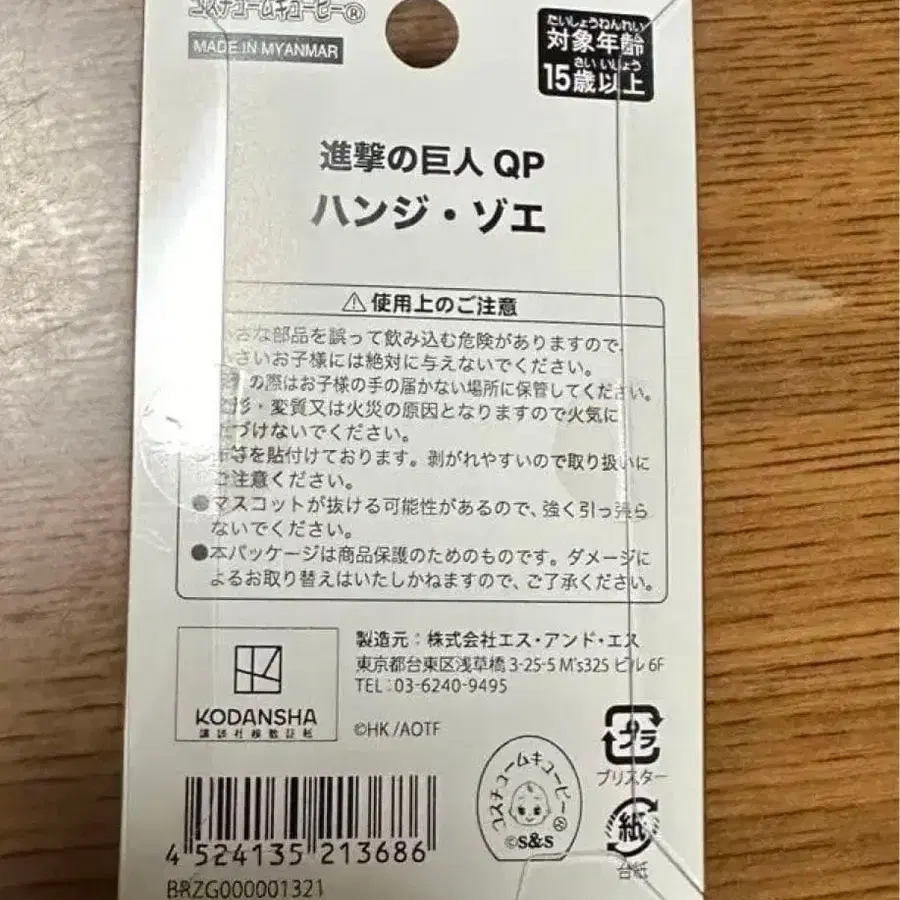 コスチュームキューピー®
MADE IN MYANMAR
たいしょうねんれい
対象年齢
さい いじょう
15歳以上
進撃の巨人 QP
ハンジ・ゾエ
⚠使用上のご注意
小さな部品を誤って飲み込む危険がありますので、
小さいお子様には絶対に与えないでください。
の際はお子様の手の届かない場所に保管してください。
変形・変質又は火災の原因となりますので火気に
近づけないでください。
等を貼付けております。剥がれやすいので取り扱いに
ご注意ください。
●マスコットが抜ける可能性があるので、強く引っ張ら
ないでください。
●本パッケージは商品保護のためのものです。ダメージに
よるお取り替えはいたしかねますので、ご了承ください。
製造元：株式会社エス・アンド・エス
東京都台東区浅草橋 3-25-5 M's325 ビル 6F
TEL：03-6240-9495
KODANSHA
講談社検数証紙
©HK /AOTF
プラ
ブリスター
コスチュームキューピー®
©S&S
紙
台紙
4 524135 213686
BRZG000001321